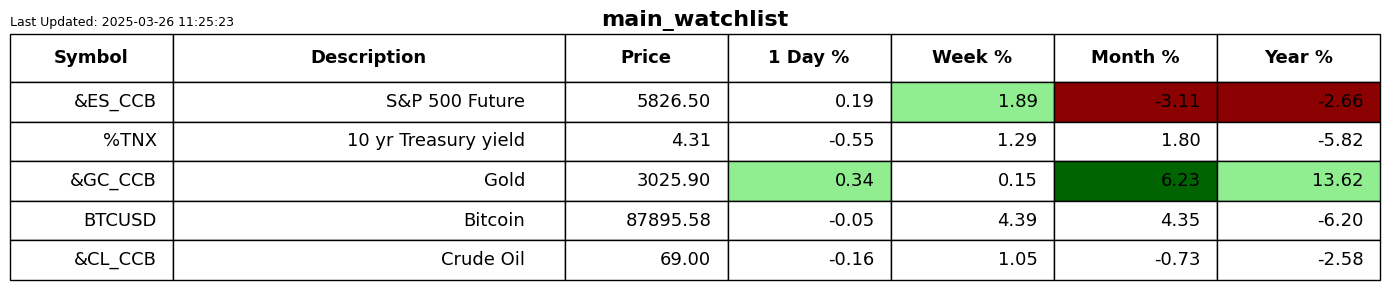 Last Updated: 2025-03-26 11:25:23
main_watchlist
Symbol Description Price 1 Day % Week % Month % Year %
&ES_CCB S&P 500 Future 5826.50 0.19 1.89 -3.11 -2.66
%TNX 10 yr Treasury yield 4.31 -0.55 1.29 1.80 -5.82
&GC_CCB Gold 3025.90 0.34 0.15 6.23 13.62
BTCUSD Bitcoin 87895.58 -0.05 4.39 4.35 -6.20
&CL_CCB Crude Oil 69.00 -0.16 1.05 -0.73 -2.58